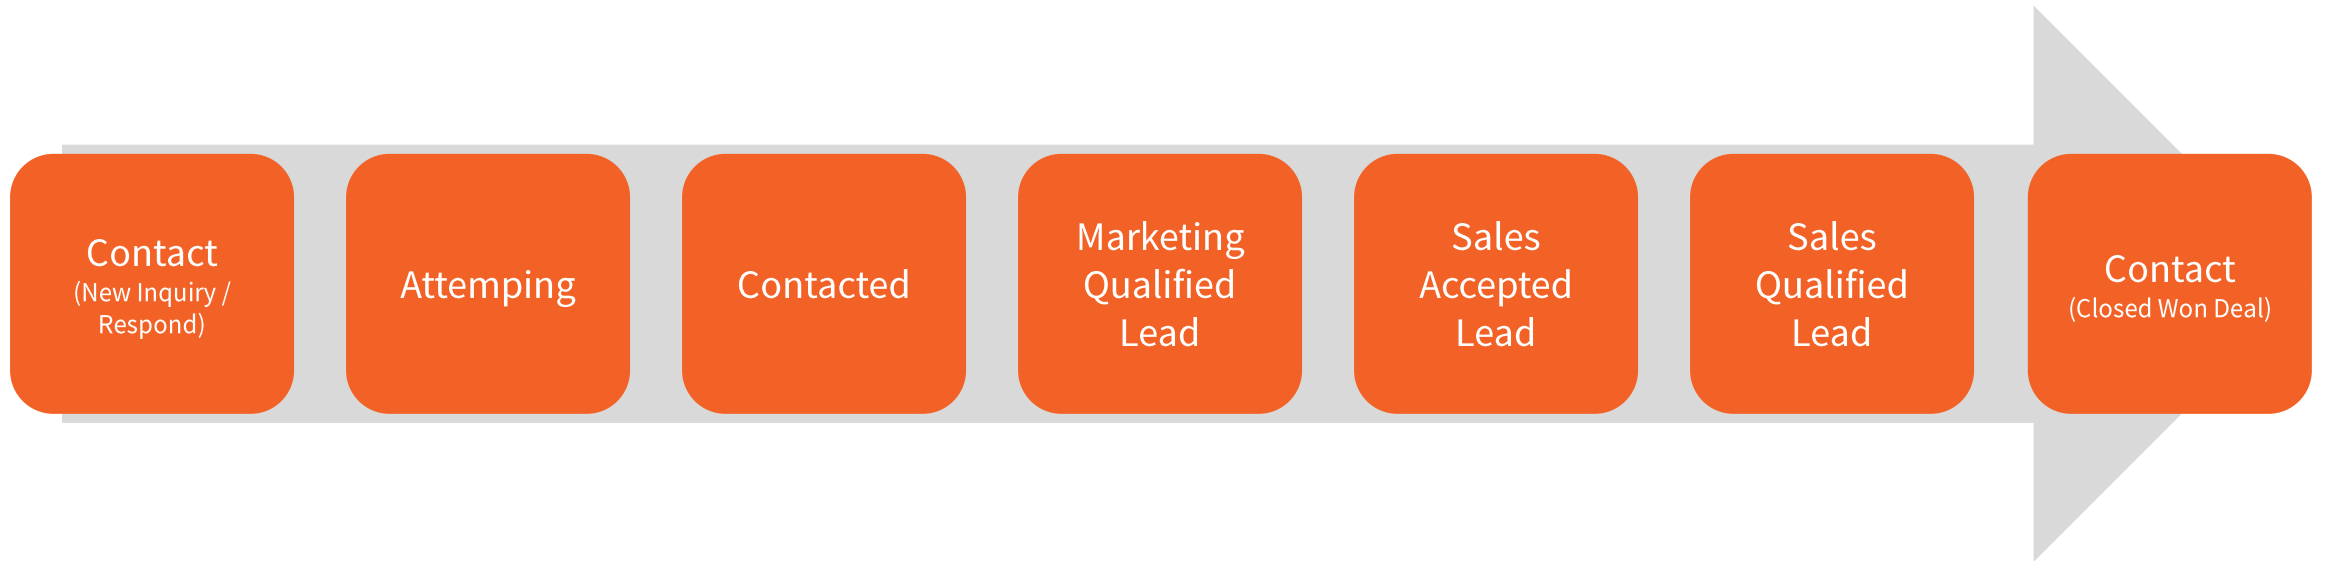 Contact
(New Inquiry /
Respond)
Attemping
Contacted
Marketing
Qualified
Lead
Sales
Accepted
Lead
Sales
Qualified
Lead
Contact
(Closed Won Deal)